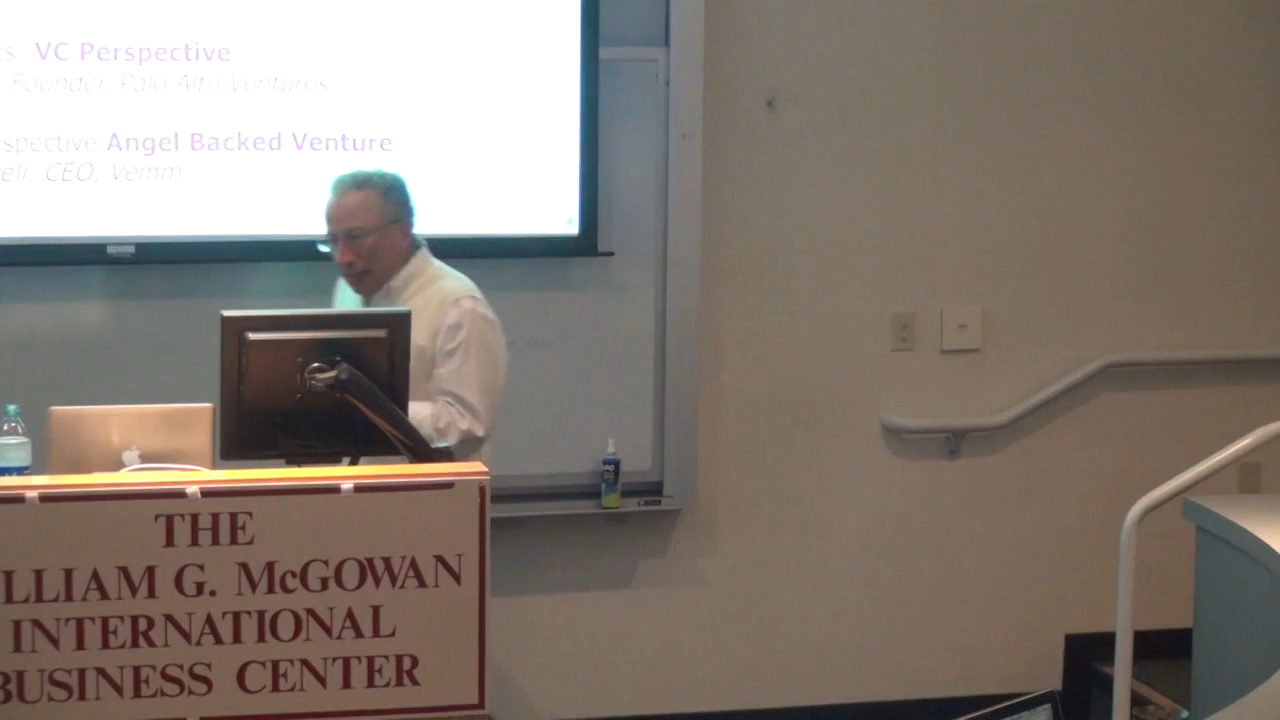 VC Perspective
Founder, Palo Alto Ventures
spective Angel Backed Venture
ell, CEO, Vemm
THE
LLIAM G. McGOWAN
INTERNATIONAL
BUSINESS CENTER